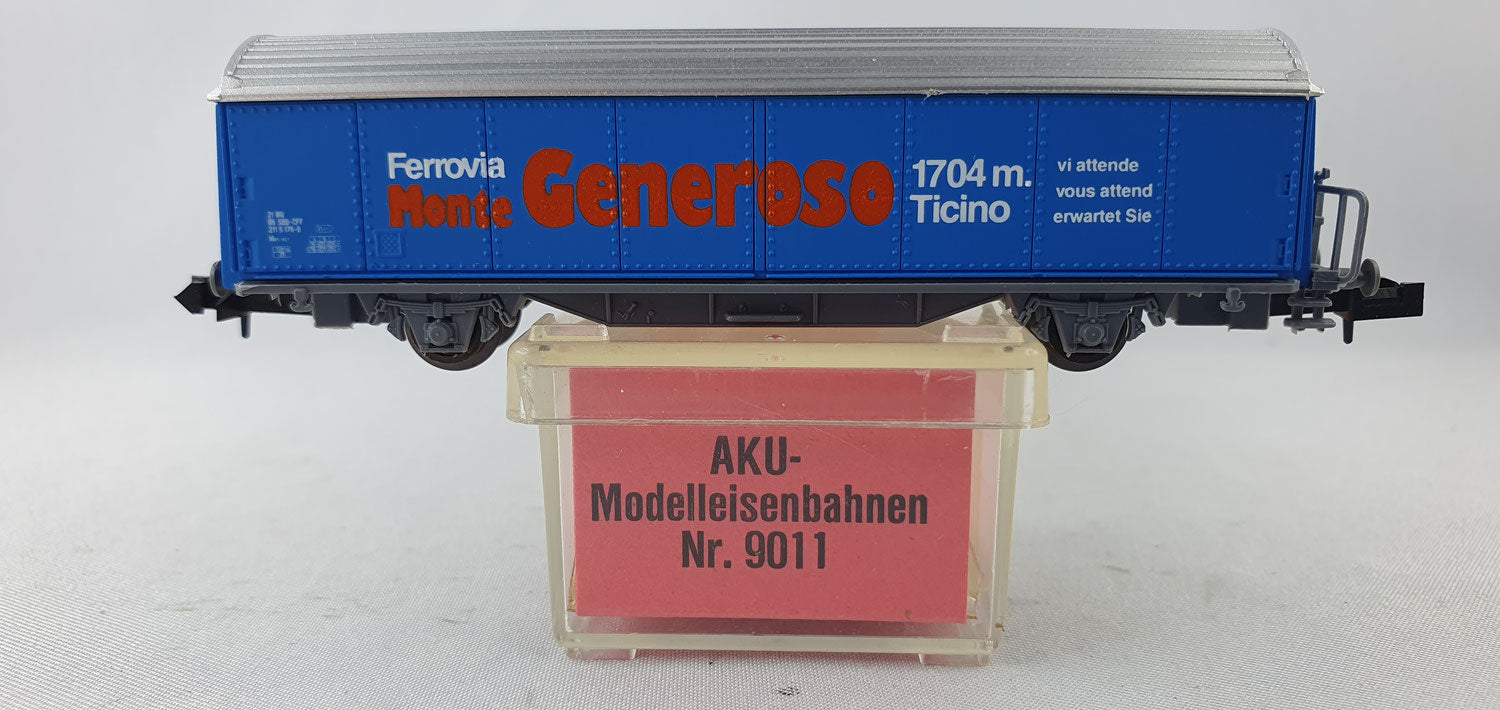 Ferrovia
Monte Generoso
1704 m.
Ticino
vi attende
vous attend
erwartet Sie
AKU-
Modelleisenbahnen
Nr. 9011